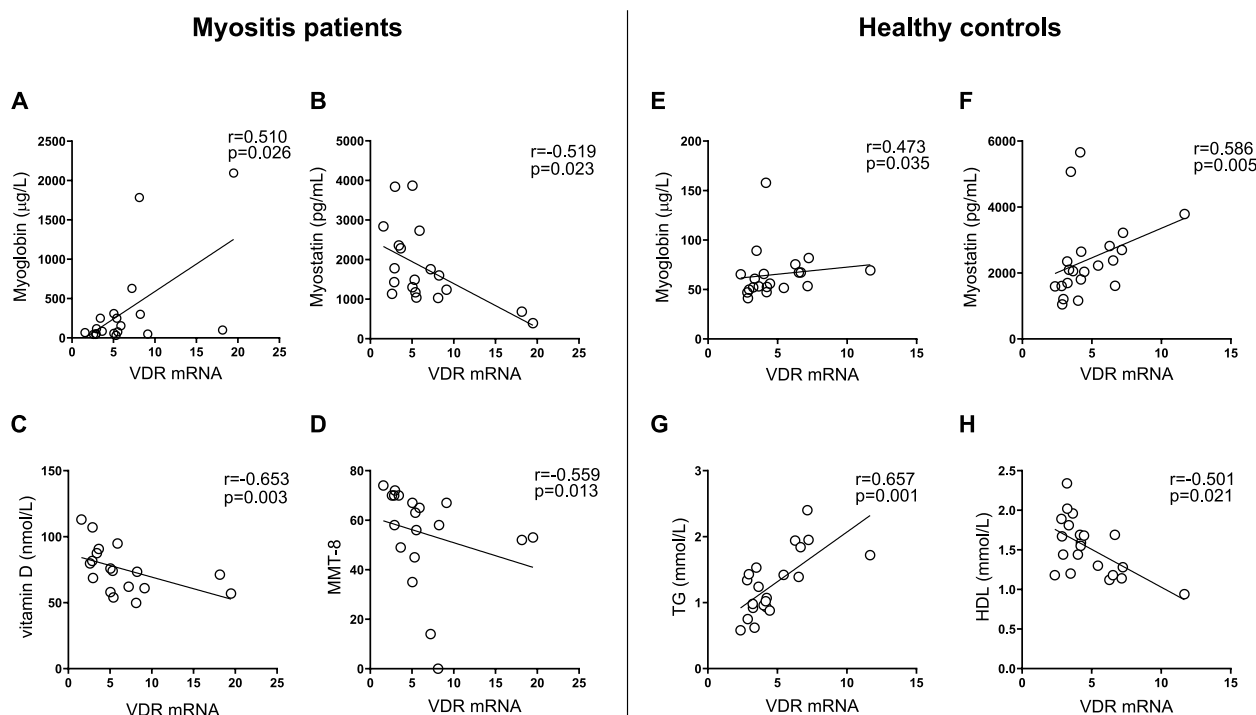 Myositis patients
Healthy controls
A
r=0.510
p=0.026
2500
2000
1500
1000
500
0
Myoglobin (µg/L)
0 5 10 15 20 25
VDR mRNA
B
r=-0.519
p=0.023
5000
4000
3000
2000
1000
0
Myostatin (pg/mL)
0 5 10 15 20 25
VDR mRNA
E
r=0.473
p=0.035
200
150
100
50
0
Myoglobin (µg/L)
0 5 10 15
VDR mRNA
F
r=0.586
p=0.005
6000
4000
2000
0
Myostatin (pg/mL)
0 5 10 15
VDR mRNA
C
r=-0.653
p=0.003
150
100
50
0
vitamin D (nmol/L)
0 5 10 15 20 25
VDR mRNA
D
r=-0.559
p=0.013
80
60
40
20
0
MMT-8
0 5 10 15 20 25
VDR mRNA
G
r=0.657
p=0.001
3
2
1
0
TG (mmol/L)
0 5 10 15
VDR mRNA
H
r=-0.501
p=0.021
2.5
2.0
1.5
1.0
0.5
0.0
HDL (mmol/L)
0 5 10 15
VDR mRNA